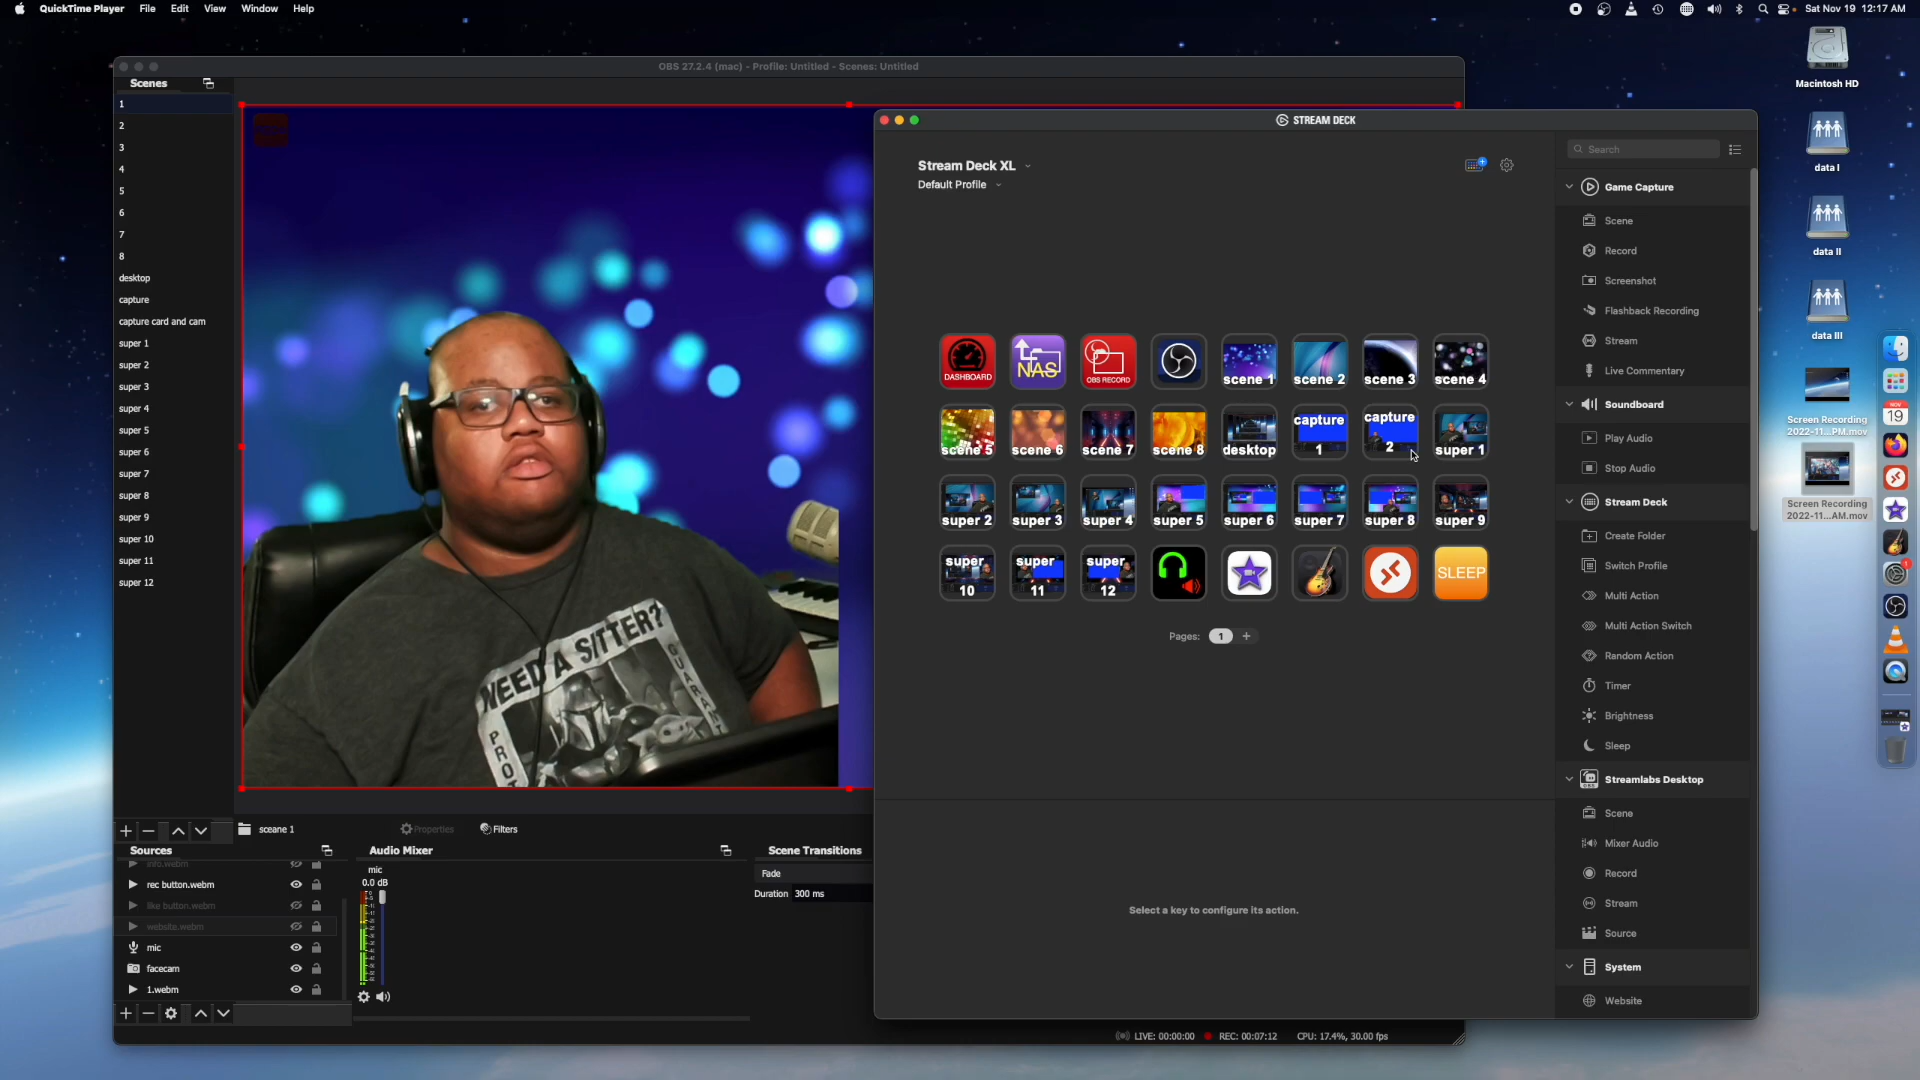 QuickTime Player File Edit View Window Help
Sat Nov 19 12:17 AM
OBS 27.2.4 (mac) - Profile: Untitled - Scenes: Untitled
Scenes
1
2
3
4
5
6
7
8
desktop
capture
capture card and cam
super 1
super 2
super 3
super 4
super 5
super 6
super 7
super 8
super 9
super 10
super 11
super 12
NEED A SITTER?
GUARANT
PROT
sceane 1
Properties
Filters
Sources
info.webm
rec button.webm
like button.webm
website.webm
mic
facecam
1.webm
Audio Mixer
mic
0.0 dB
Scene Transitions
Fade
Duration 300 ms
LIVE: 00:00:00 REC: 00:07:12 CPU: 17.4%, 30.00 fps
STREAM DECK
Stream Deck XL
Default Profile
DASHBOARD
NAS
OBS RECORD
scene 1
scene 2
scene 3
scene 4
scene 5
scene 6
scene 7
scene 8
desktop
capture 1
capture 2
super 1
super 2
super 3
super 4
super 5
super 6
super 7
super 8
super 9
super 10
super 11
super 12
SLEEP
Pages: 1 +
Select a key to configure its action.
Search
Game Capture
Scene
Record
Screenshot
Flashback Recording
Stream
Live Commentary
Soundboard
Play Audio
Stop Audio
Stream Deck
Create Folder
Switch Profile
Multi Action
Multi Action Switch
Random Action
Timer
Brightness
Sleep
Streamlabs Desktop
Scene
Mixer Audio
Record
Stream
Source
System
Website
Macintosh HD
data I
data II
data III
Screen Recording
2022-11...PM.mov
Screen Recording
2022-11...AM.mov
NOV
19
1